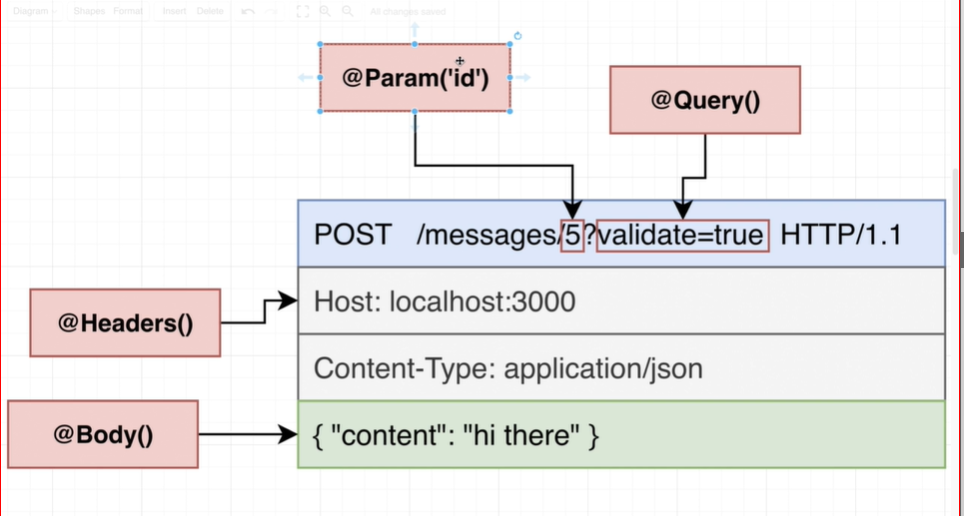 Diagram Shapes Format Insert Delete All changes saved
@Param('id')
@Query()
POST /messages/5?validate=true HTTP/1.1
@Headers()
Host: localhost:3000
Content-Type: application/json
@Body()
{ "content": "hi there" }